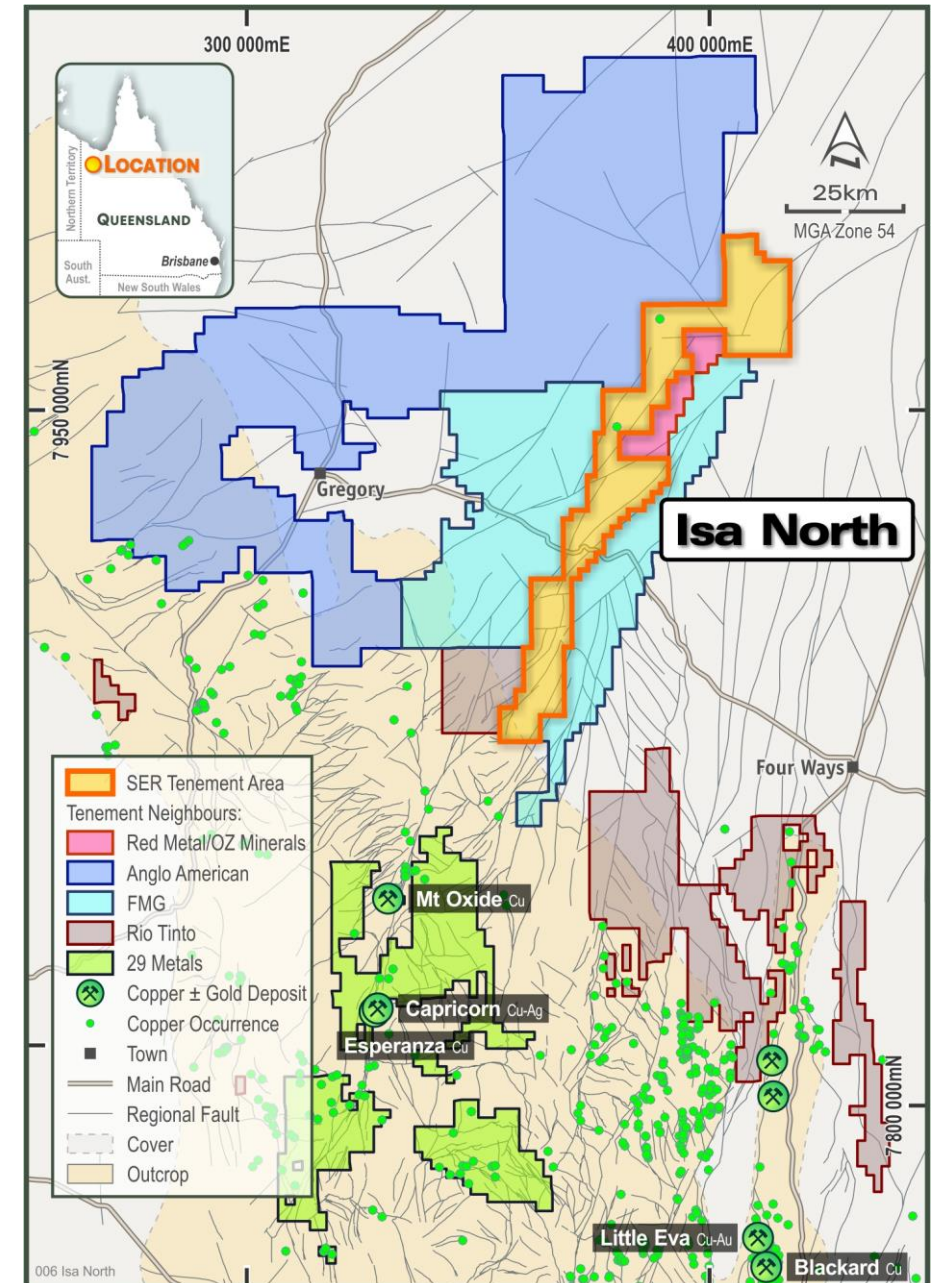 300 000mE
400 000mE
LOCATION
Northern Territory
QUEENSLAND
Brisbane
South
Aust.
New South Wales
N
25km
MGA Zone 54
7 950 000mN
Gregory
Isa North
Four Ways
SER Tenement Area
Tenement Neighbours:
Red Metal/OZ Minerals
Anglo American
FMG
Rio Tinto
29 Metals
Copper ± Gold Deposit
Copper Occurrence
Town
Main Road
Regional Fault
Cover
Outcrop
Mt Oxide Cu
Capricorn Cu-Ag
Esperanza Cu
7 800 000mN
Little Eva Cu-Au
Blackard Cu
006 Isa North